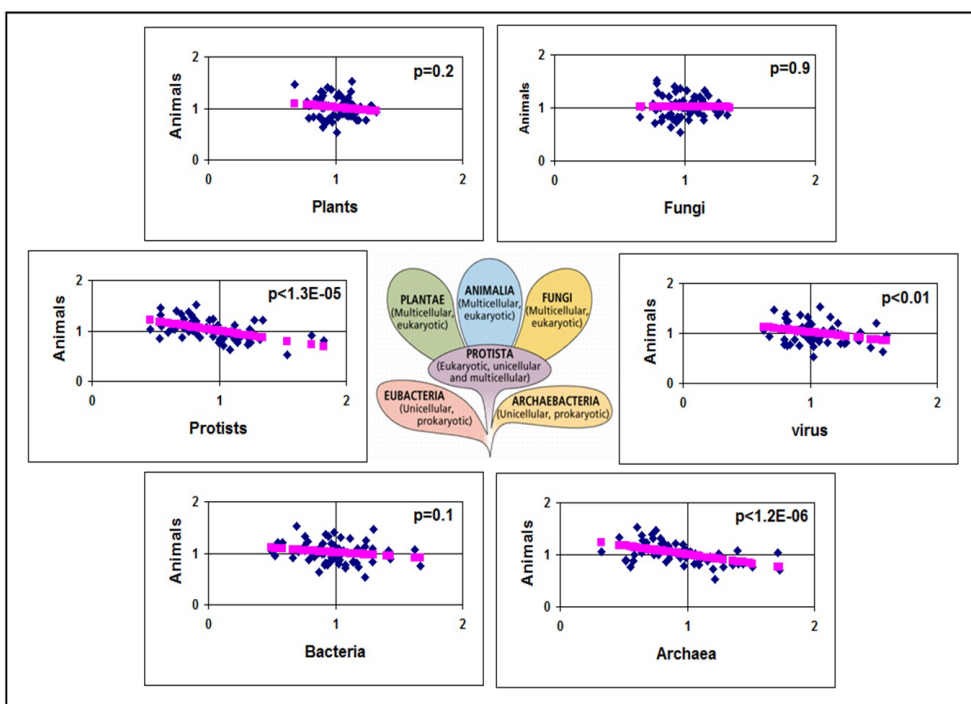 p=0.2
2
1
0
Animals
0
1
2
Plants
p=0.9
2
1
0
Animals
0
1
2
Fungi
p<1.3E-05
2
1
0
Animals
0
1
2
Protists
PLANTAE
(Multicellular,
eukaryotic)
ANIMALIA
(Multicellular,
eukaryotic)
FUNGI
(Multicellular,
eukaryotic)
PROTISTA
(Eukaryotic, unicellular
and multicellular)
EUBACTERIA
(Unicellular,
prokaryotic)
ARCHAEBACTERIA
(Unicellular, prokaryotic)
p<0.01
2
1
0
Animals
0
1
2
virus
p=0.1
2
1
0
Animals
0
1
2
Bacteria
p<1.2E-06
2
1
0
Animals
0
1
2
Archaea